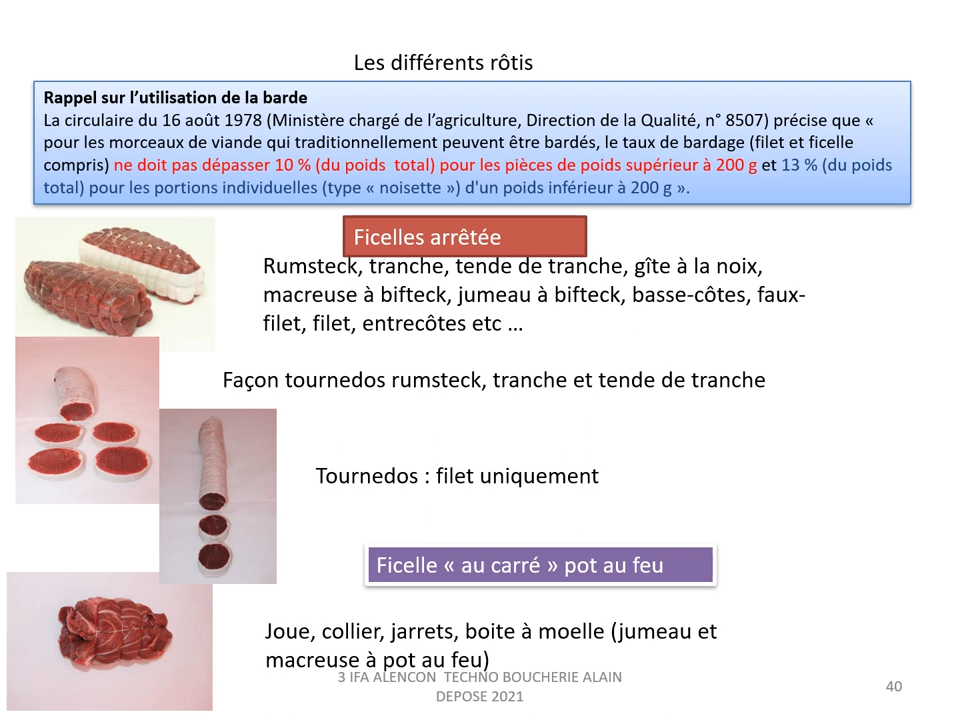 Les différents rôtis
Rappel sur l’utilisation de la barde
La circulaire du 16 août 1978 (Ministère chargé de l’agriculture, Direction de la Qualité, n° 8507) précise que «
pour les morceaux de viande qui traditionnellement peuvent être bardés, le taux de bardage (filet et ficelle
compris) ne doit pas dépasser 10 % (du poids  total) pour les pièces de poids supérieur à 200 g et 13 % (du poids
total) pour les portions individuelles (type « noisette ») d'un poids inférieur à 200 g ».
Ficelles arrêtée
Rumsteck, tranche, tende de tranche, gîte à la noix,
macreuse à bifteck, jumeau à bifteck, basse-côtes, faux-
filet, filet, entrecôtes etc …
Façon tournedos rumsteck, tranche et tende de tranche
Tournedos : filet uniquement
Ficelle « au carré » pot au feu
Joue, collier, jarrets, boite à moelle (jumeau et
macreuse à pot au feu)
3 IFA ALENCON  TECHNO BOUCHERIE ALAIN
DEPOSE 2021
40